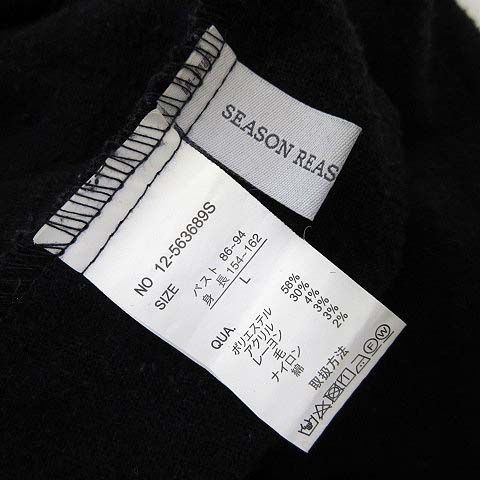 SEASON REAS
NO 12-563689S
SIZE バスト 86~94
身長 154~162
L
QUA. ポリエステル 58%
アクリル 30%
レーヨン 4%
毛 3%
ナイロン 3%
綿 2%
取扱方法